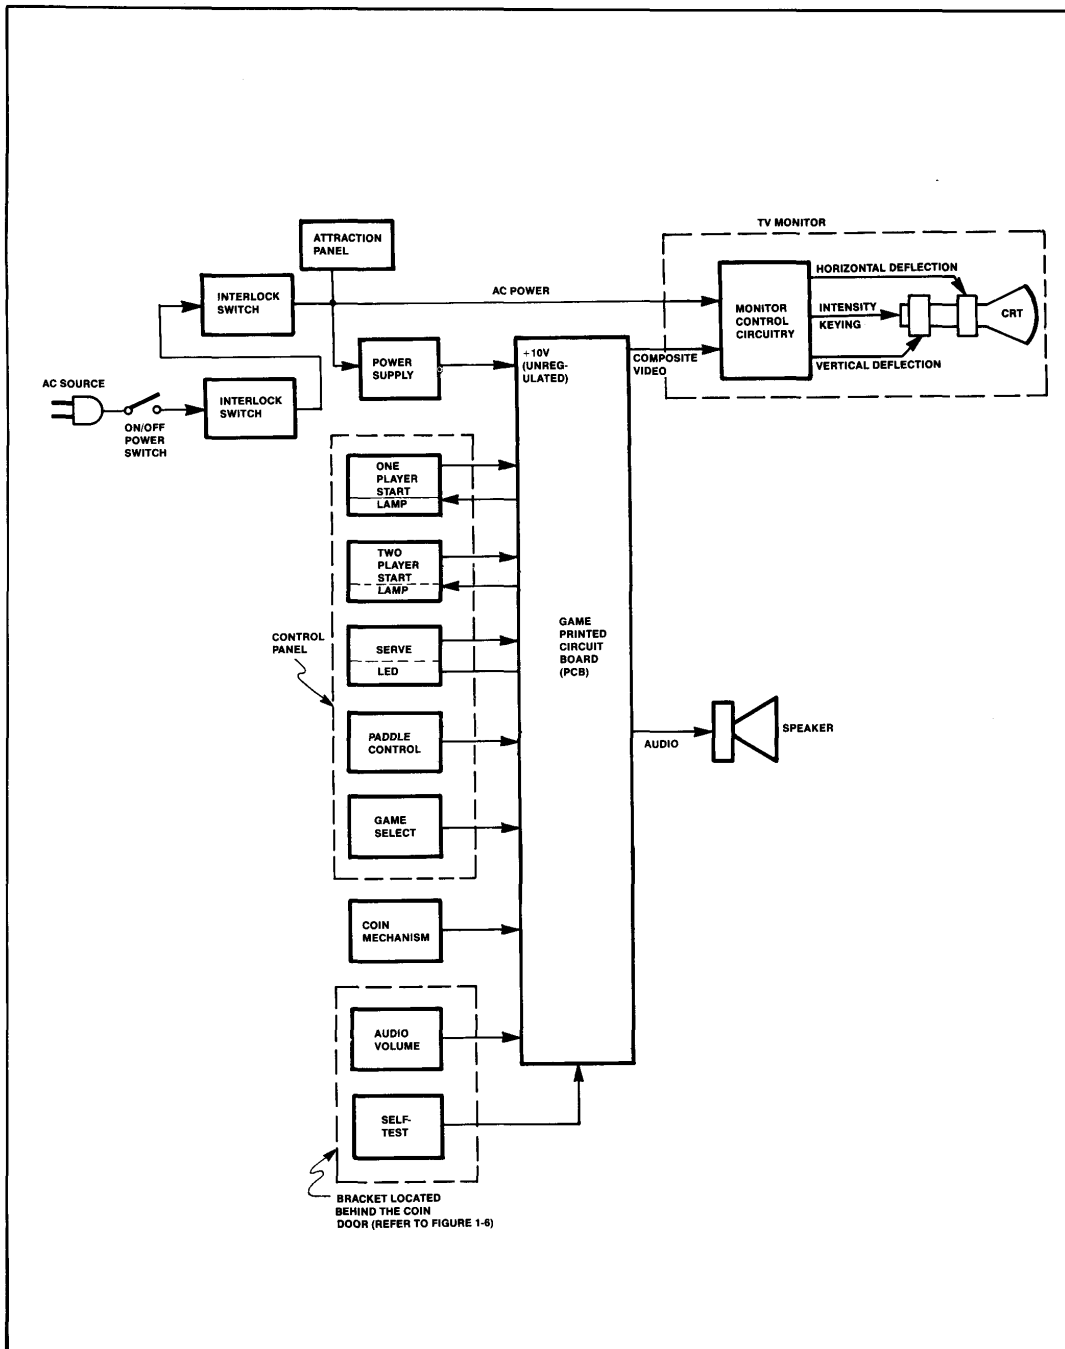 TV MONITOR
ATTRACTION
PANEL
HORIZONTAL DEFLECTION
INTERLOCK
SWITCH
AC POWER
MONITOR
CONTROL
CIRCUITRY
INTENSITY
KEYING
CRT
VERTICAL DEFLECTION
POWER
SUPPLY
+10V
(UNREG-
ULATED)
COMPOSITE
VIDEO
AC SOURCE
ON/OFF
POWER
SWITCH
INTERLOCK
SWITCH
ONE
PLAYER
START
LAMP
TWO
PLAYER
START
LAMP
CONTROL
PANEL
SERVE
LED
GAME
PRINTED
CIRCUIT
BOARD
(PCB)
PADDLE
CONTROL
AUDIO
SPEAKER
GAME
SELECT
COIN
MECHANISM
AUDIO
VOLUME
SELF-
TEST
BRACKET LOCATED
BEHIND THE COIN
DOOR (REFER TO FIGURE 1-6)